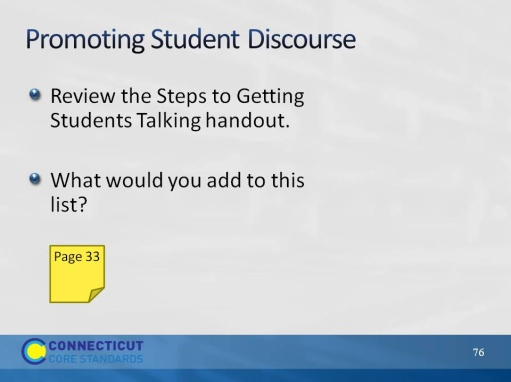 Promoting Student Discourse
Review the Steps to Getting
Students Talking handout.
What would you add to this
list?
Page 33
CONNECTICUT
CORE STANDARDS
76